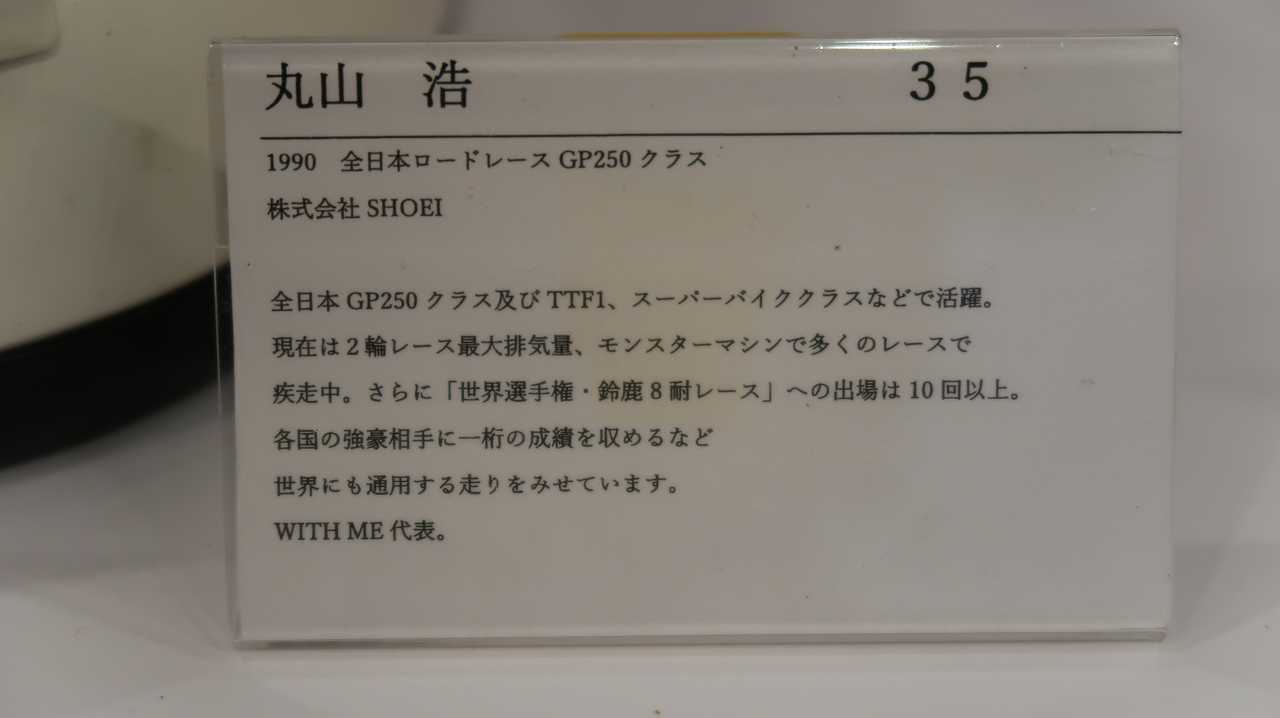 丸山　浩　３５
1990　全日本ロードレース GP250 クラス
株式会社 SHOEI
全日本 GP250 クラス及び TTF1、スーパーバイククラスなどで活躍。
現在は２輪レース最大排気量、モンスターマシンで多くのレースで
疾走中。さらに「世界選手権・鈴鹿８耐レース」への出場は 10 回以上。
各国の強豪相手に一桁の成績を収めるなど
世界にも通用する走りをみせています。
WITH ME 代表。